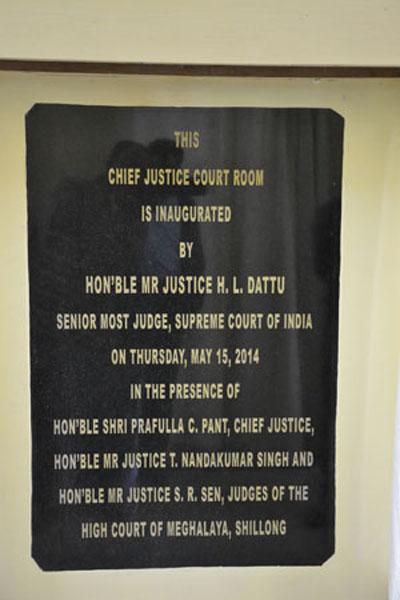 THIS
CHIEF JUSTICE COURT ROOM
IS INAUGURATED
BY
HON'BLE MR JUSTICE H. L. DATTU
SENIOR MOST JUDGE, SUPREME COURT OF INDIA
ON THURSDAY, MAY 15, 2014
IN THE PRESENCE OF
HON'BLE SHRI PRAFULLA C. PANT, CHIEF JUSTICE,
HON'BLE MR JUSTICE T. NANDAKUMAR SINGH AND
HON'BLE MR JUSTICE S. R. SEN, JUDGES OF THE
HIGH COURT OF MEGHALAYA, SHILLONG